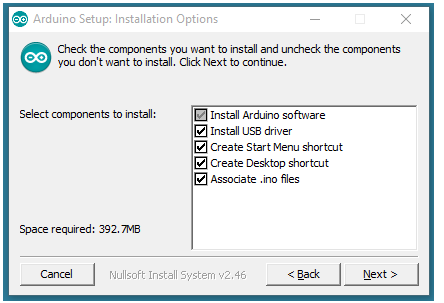 Arduino Setup: Installation Options
Check the components you want to install and uncheck the components
you don't want to install. Click Next to continue.
Select components to install:
Install Arduino software
Install USB driver
Create Start Menu shortcut
Create Desktop shortcut
Associate .ino files
Space required: 392.7MB
Cancel
Nullsoft Install System v2.46
< Back
Next >